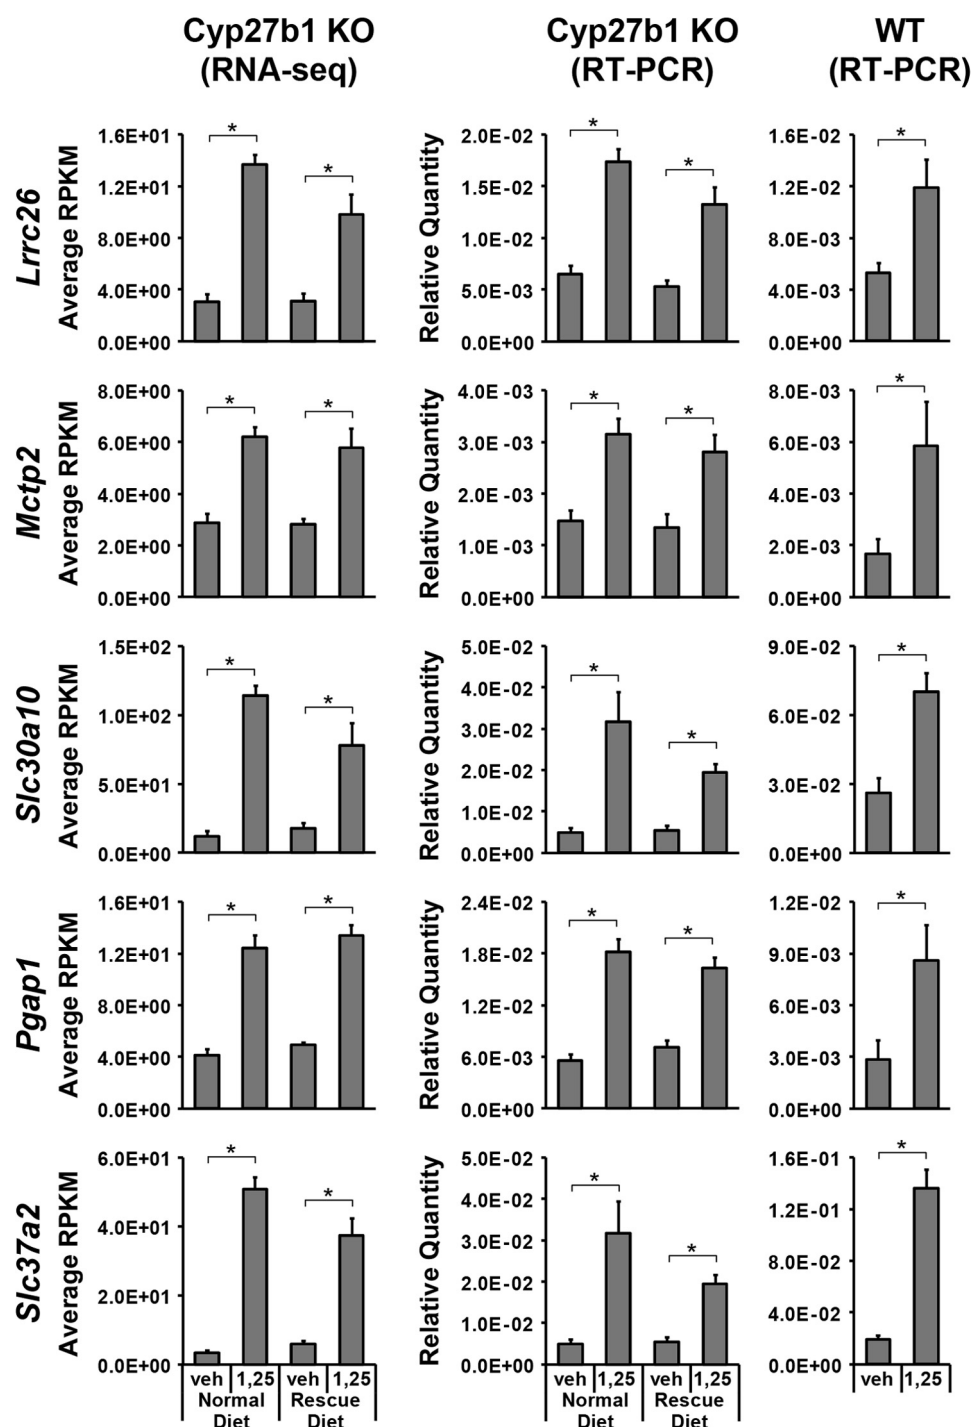 Cyp27b1 KO
(RNA-seq)
Cyp27b1 KO
(RT-PCR)
WT
(RT-PCR)
Lrrc26
Average RPKM
1.6E+01
1.2E+01
8.0E+00
4.0E+00
0.0E+00
*
*
Relative Quantity
2.0E-02
1.5E-02
1.0E-02
5.0E-03
0.0E+00
*
*
1.6E-02
1.2E-02
8.0E-03
4.0E-03
0.0E+00
*
Mctp2
Average RPKM
8.0E+00
6.0E+00
4.0E+00
2.0E+00
0.0E+00
*
*
Relative Quantity
4.0E-03
3.0E-03
2.0E-03
1.0E-03
0.0E+00
*
*
8.0E-03
6.0E-03
4.0E-03
2.0E-03
0.0E+00
*
Slc30a10
Average RPKM
1.5E+02
1.0E+02
5.0E+01
0.0E+00
*
*
Relative Quantity
5.0E-02
4.0E-02
3.0E-02
2.0E-02
1.0E-02
0.0E+00
*
*
9.0E-02
6.0E-02
3.0E-02
0.0E+00
*
Pgap1
Average RPKM
1.6E+01
1.2E+01
8.0E+00
4.0E+00
0.0E+00
*
*
Relative Quantity
2.4E-02
1.8E-02
1.2E-02
6.0E-03
0.0E+00
*
*
1.2E-02
9.0E-03
6.0E-03
3.0E-03
0.0E+00
*
Slc37a2
Average RPKM
6.0E+01
4.0E+01
2.0E+01
0.0E+00
*
*
veh 1,25 veh 1,25
Normal Diet
Rescue Diet
Relative Quantity
5.0E-02
4.0E-02
3.0E-02
2.0E-02
1.0E-02
0.0E+00
*
*
veh 1,25 veh 1,25
Normal Diet
Rescue Diet
1.6E-01
1.2E-01
8.0E-02
4.0E-02
0.0E+00
*
veh 1,25